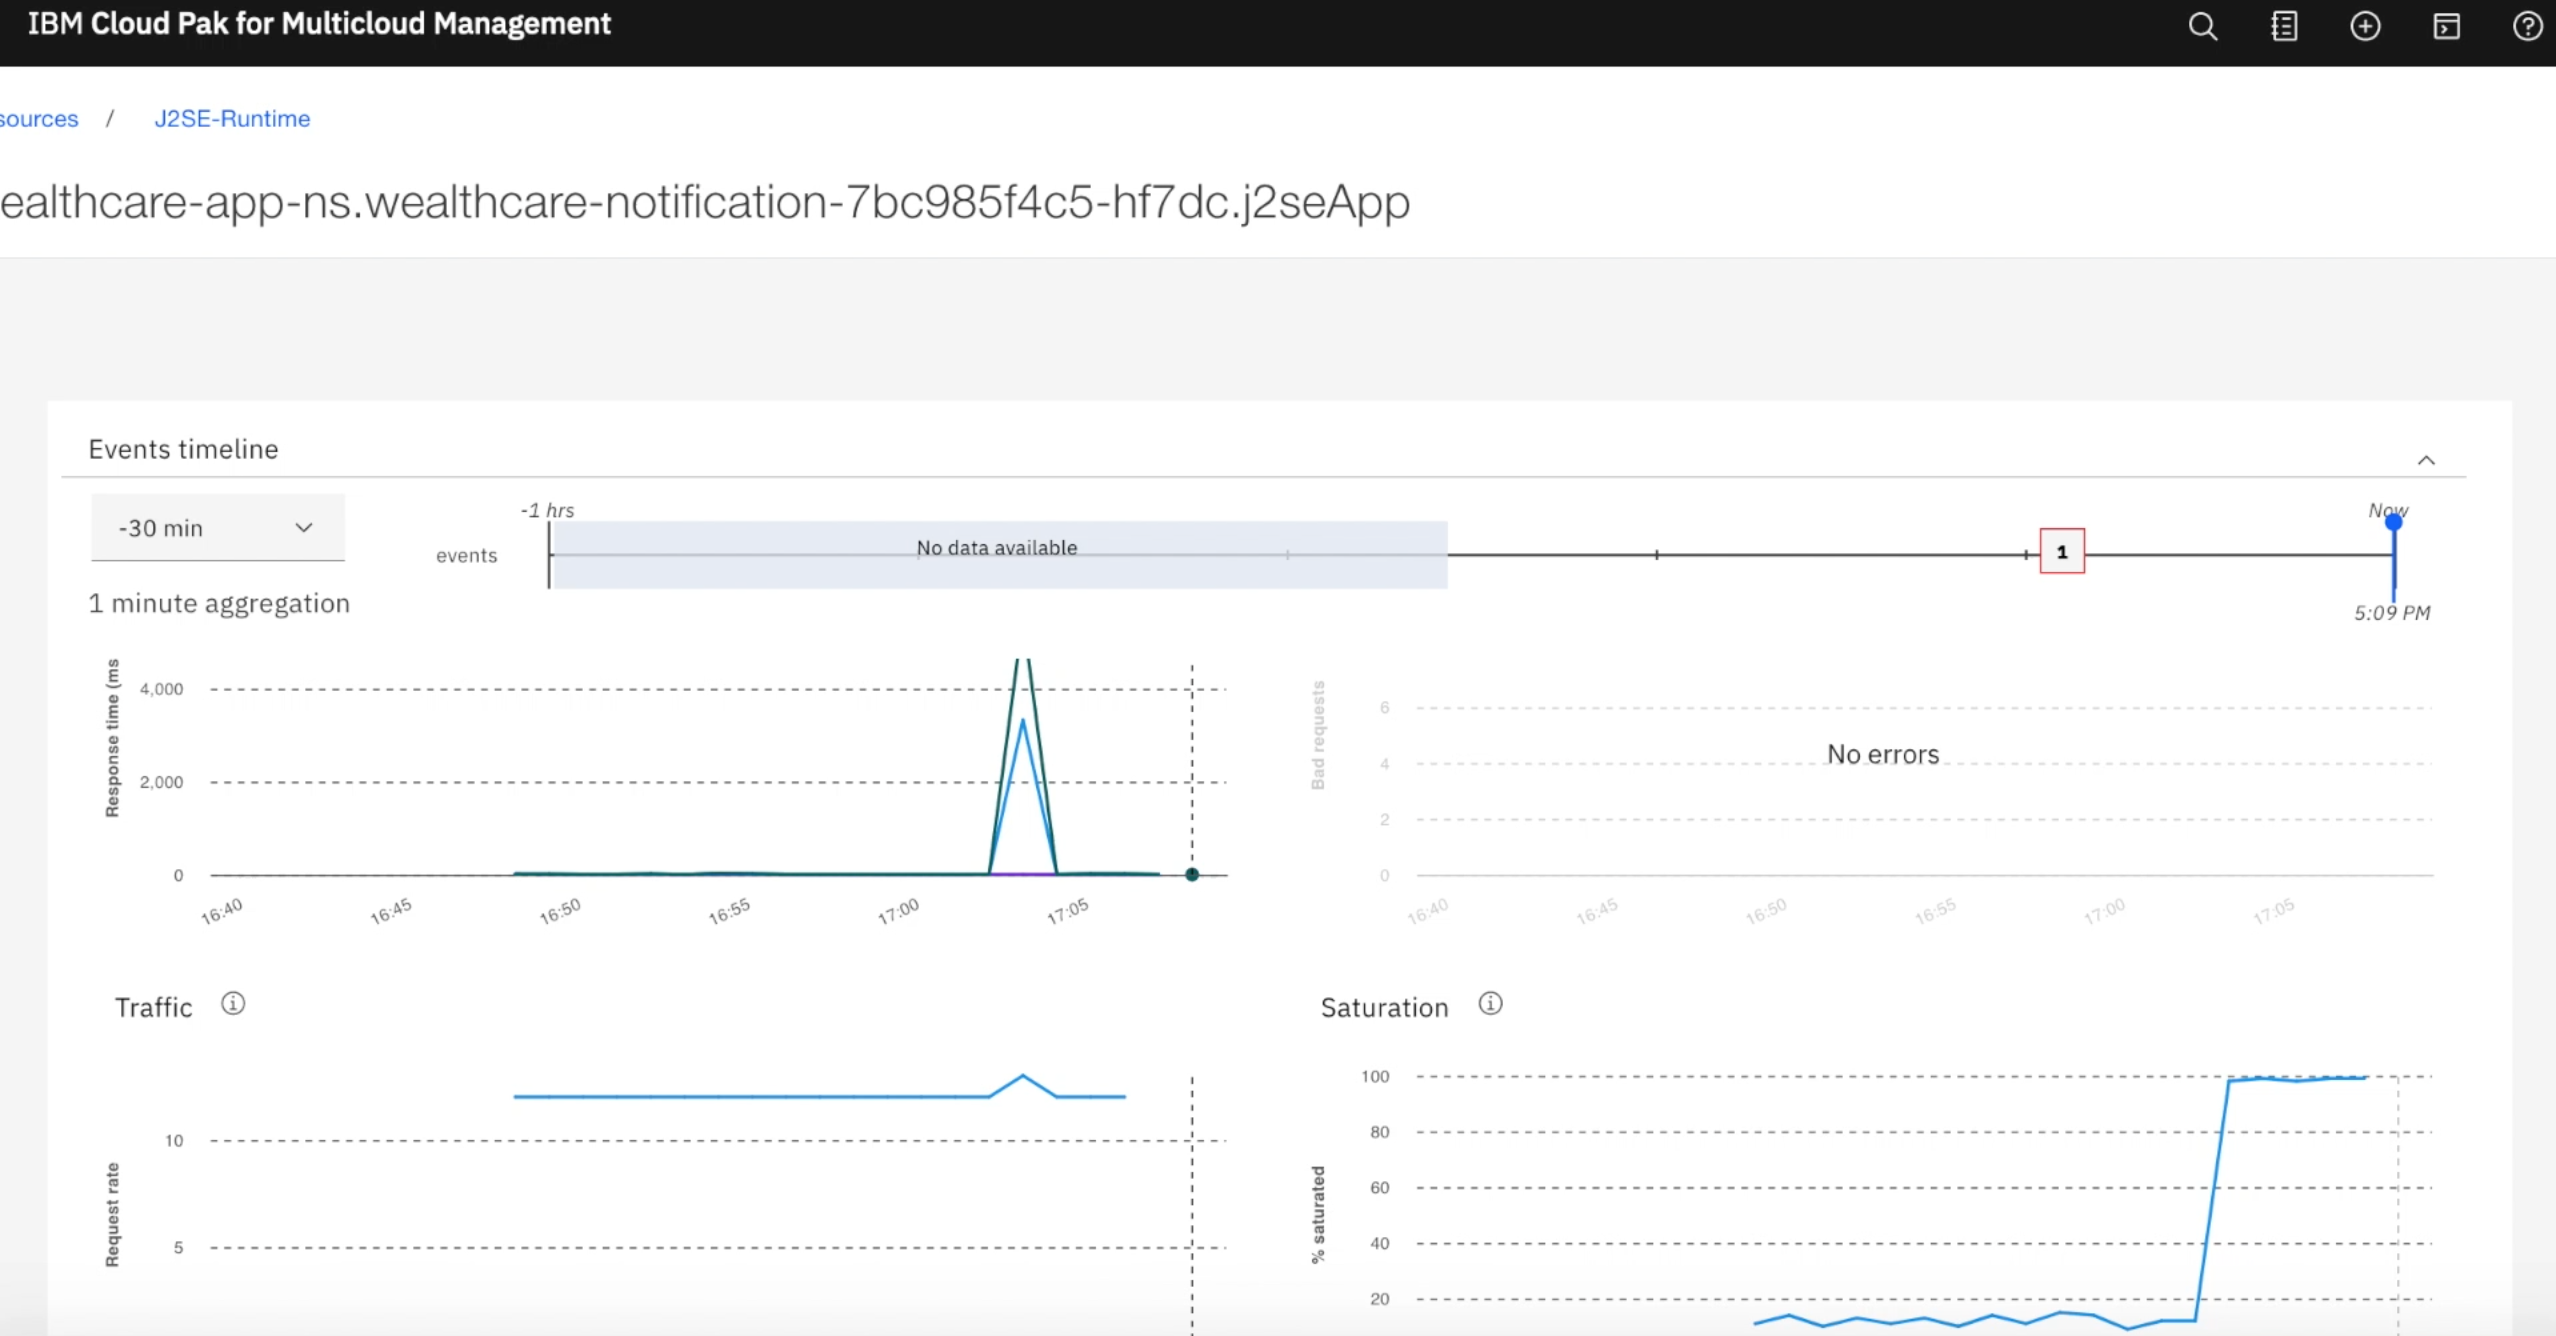 IBM Cloud Pak for Multicloud Management
sources / J2SE-Runtime
ealthcare-app-ns.wealthcare-notification-7bc985f4c5-hf7dc.j2seApp
Events timeline
-30 min
-1 hrs
Now
events
No data available
1
1 minute aggregation
5:09 PM
Response time (ms
4,000
2,000
0
16:40 16:45 16:50 16:55 17:00 17:05
Bad requests
6
4
2
0
No errors
16:40 16:45 16:50 16:55 17:00 17:05
Traffic
Request rate
10
5
Saturation
% saturated
100
80
60
40
20